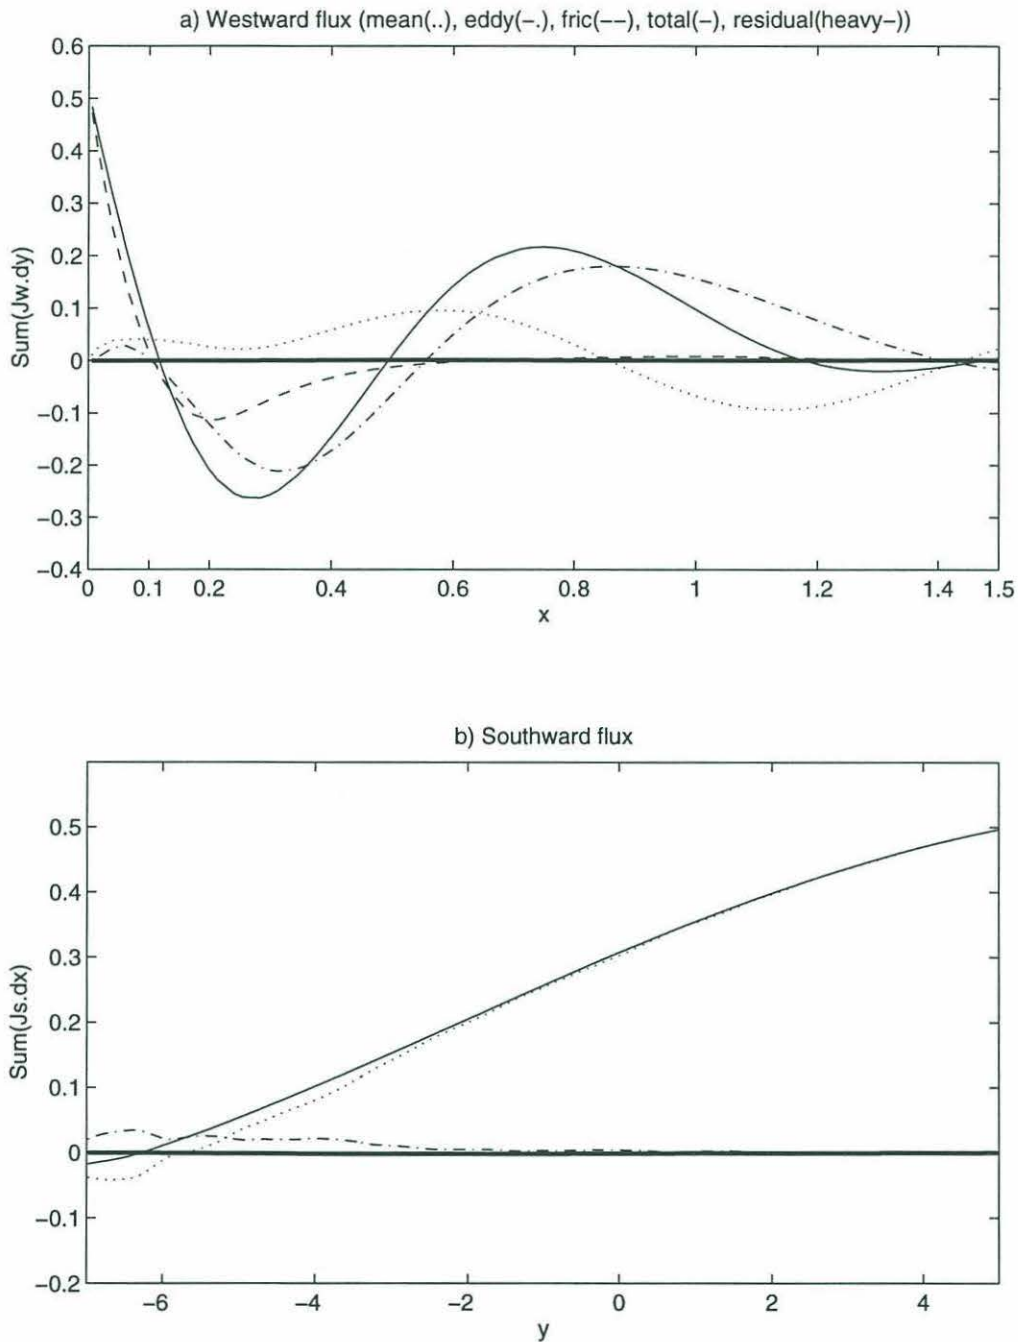 a) Westward flux (mean(..), eddy(−.), fric(−−), total(−), residual(heavy−))
0.6
0.5
0.4
0.3
0.2
0.1
0
−0.1
−0.2
−0.3
−0.4
Sum(Jw.dy)
0 0.1 0.2 0.4 0.6 0.8 1 1.2 1.4 1.5
x
b) Southward flux
0.5
0.4
0.3
0.2
0.1
0
−0.1
−0.2
Sum(Js.dx)
−6 −4 −2 0 2 4
y